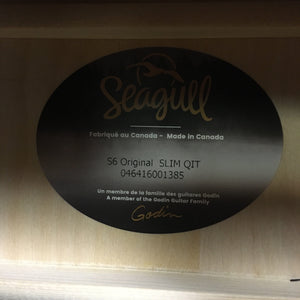 Seagull
Fabriqué au Canada - Made in Canada
S6 Original SLIM QIT
046416001385
Un membre de la famille des guitares Godin
A member of the Godin Guitar Family
Godin